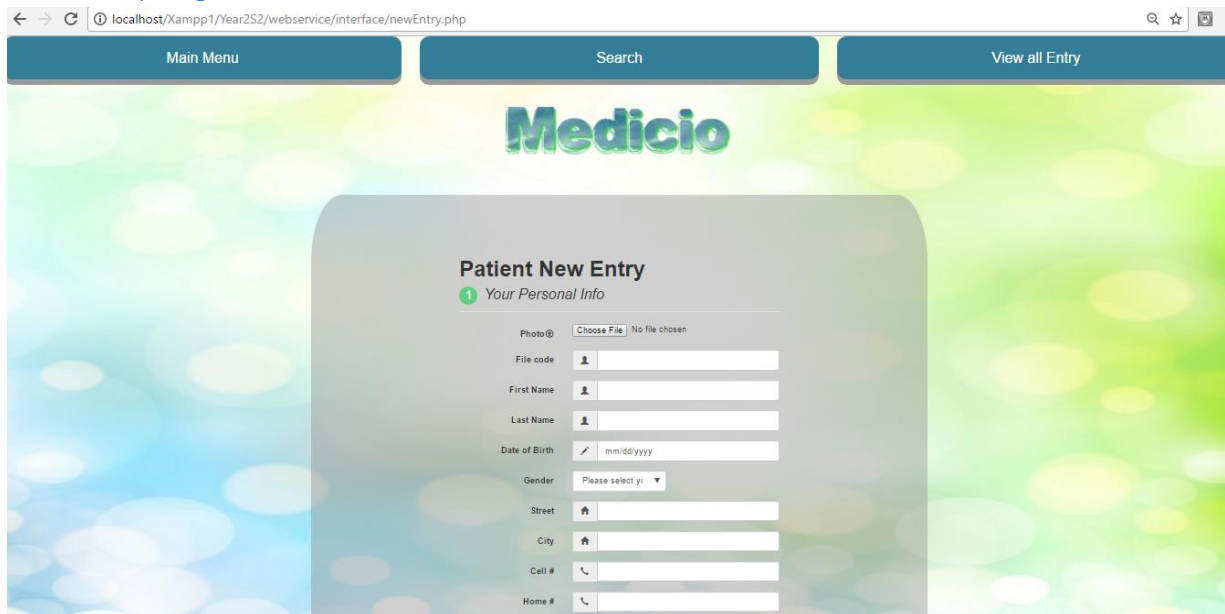 localhost/Xampp1/Year2S2/webservice/interface/newEntry.php
Main Menu Search View all Entry
Medicio
Patient New Entry
1 Your Personal Info
Photo Choose File No file chosen
File code
First Name
Last Name
Date of Birth mm/dd/yyyy
Gender Please select y
Street
City
Cell #
Home #